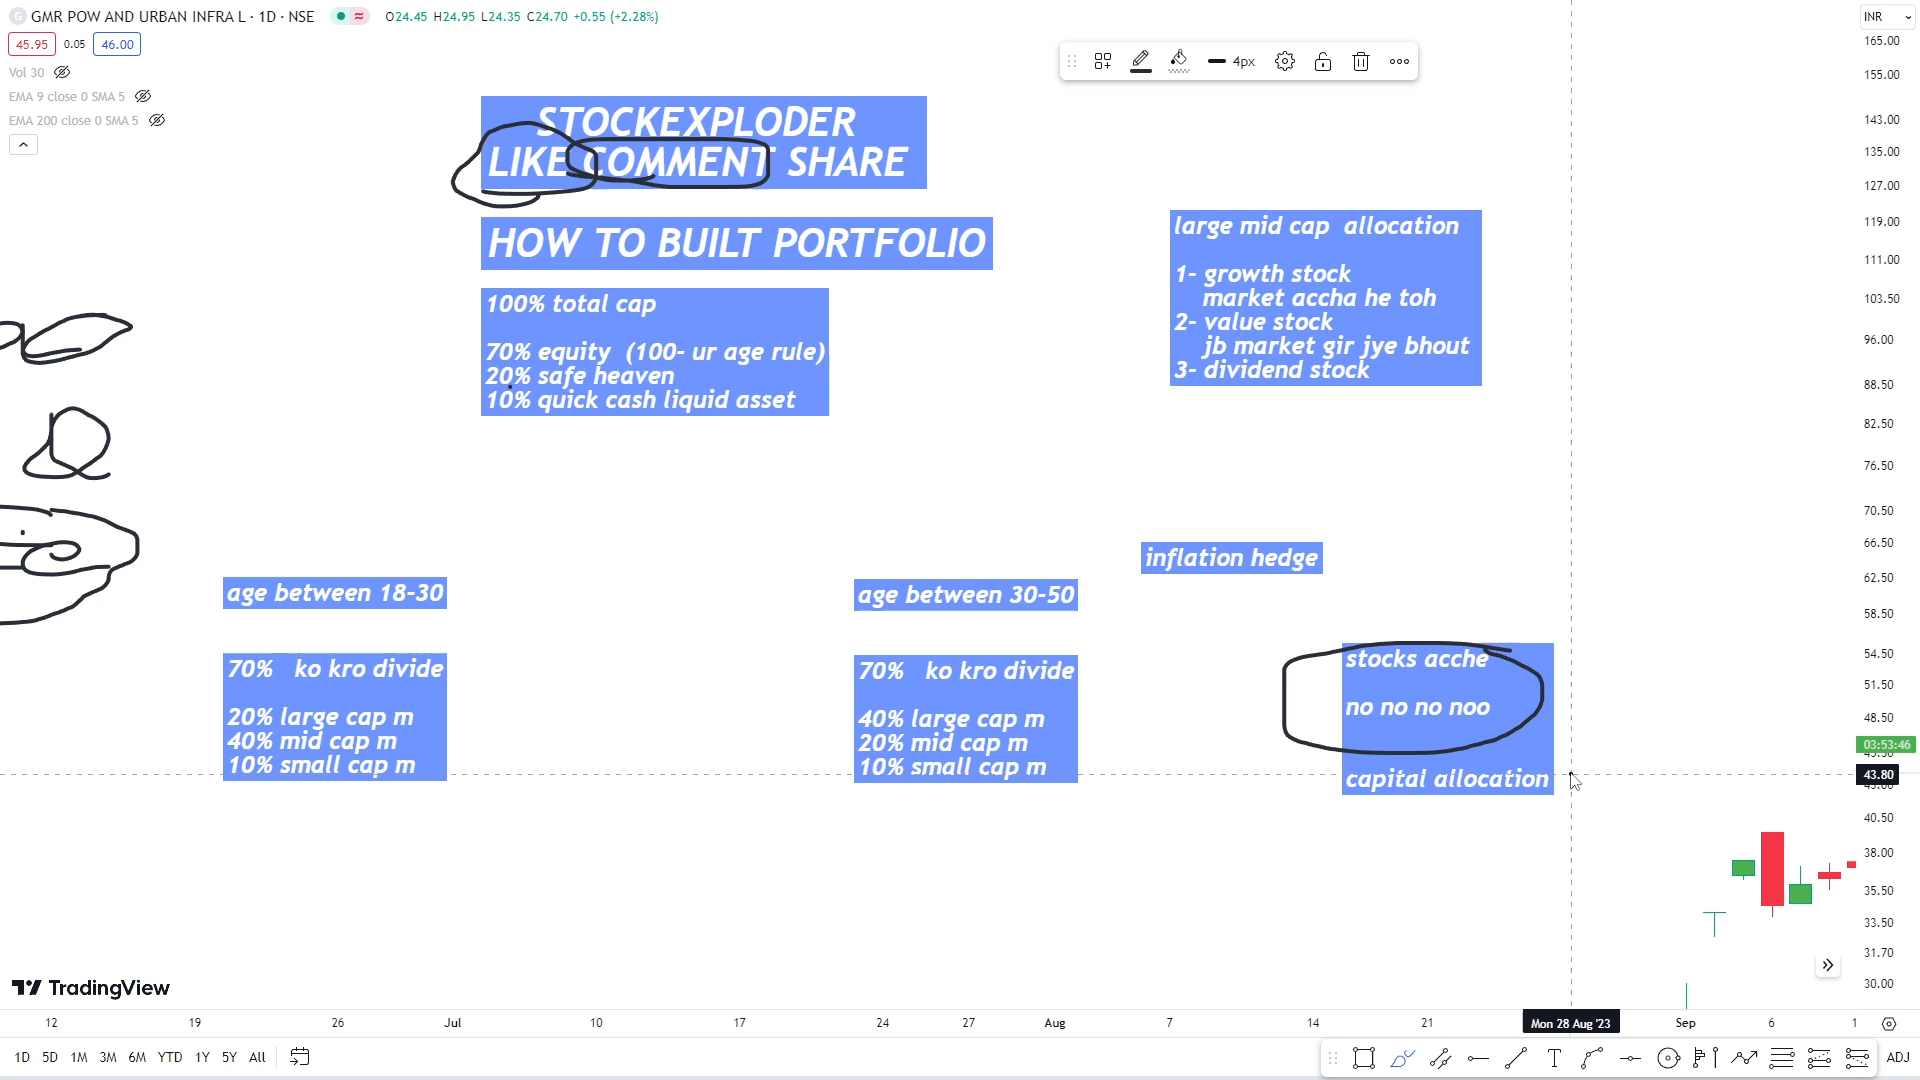 GMR POW AND URBAN INFRA L · 1D · NSE
O24.45 H24.95 L24.35 C24.70 +0.55 (+2.28%)
INR
45.95 0.05 46.00
Vol 30
EMA 9 close 0 SMA 5
EMA 200 close 0 SMA 5
4px
STOCKEXPLODER
LIKE COMMENT SHARE
HOW TO BUILT PORTFOLIO
100% total cap
70% equity (100- ur age rule)
20% safe heaven
10% quick cash liquid asset
large mid cap allocation
1- growth stock
market accha he toh
2- value stock
jb market gir jye bhout
3- dividend stock
inflation hedge
age between 18-30
70% ko kro divide
20% large cap m
40% mid cap m
10% small cap m
age between 30-50
70% ko kro divide
40% large cap m
20% mid cap m
10% small cap m
stocks acche
no no no noo
capital allocation
165.00
155.00
143.00
135.00
127.00
119.00
111.00
103.50
96.00
88.50
82.50
76.50
70.50
66.50
62.50
58.50
54.50
51.50
48.50
03:53:46
43.80
40.50
38.00
35.50
33.50
31.70
30.00
TradingView
12 19 26 Jul 10 17 24 27 Aug 7 14 21 Mon 28 Aug '23 Sep 6 1
1D 5D 1M 3M 6M YTD 1Y 5Y All
ADJ